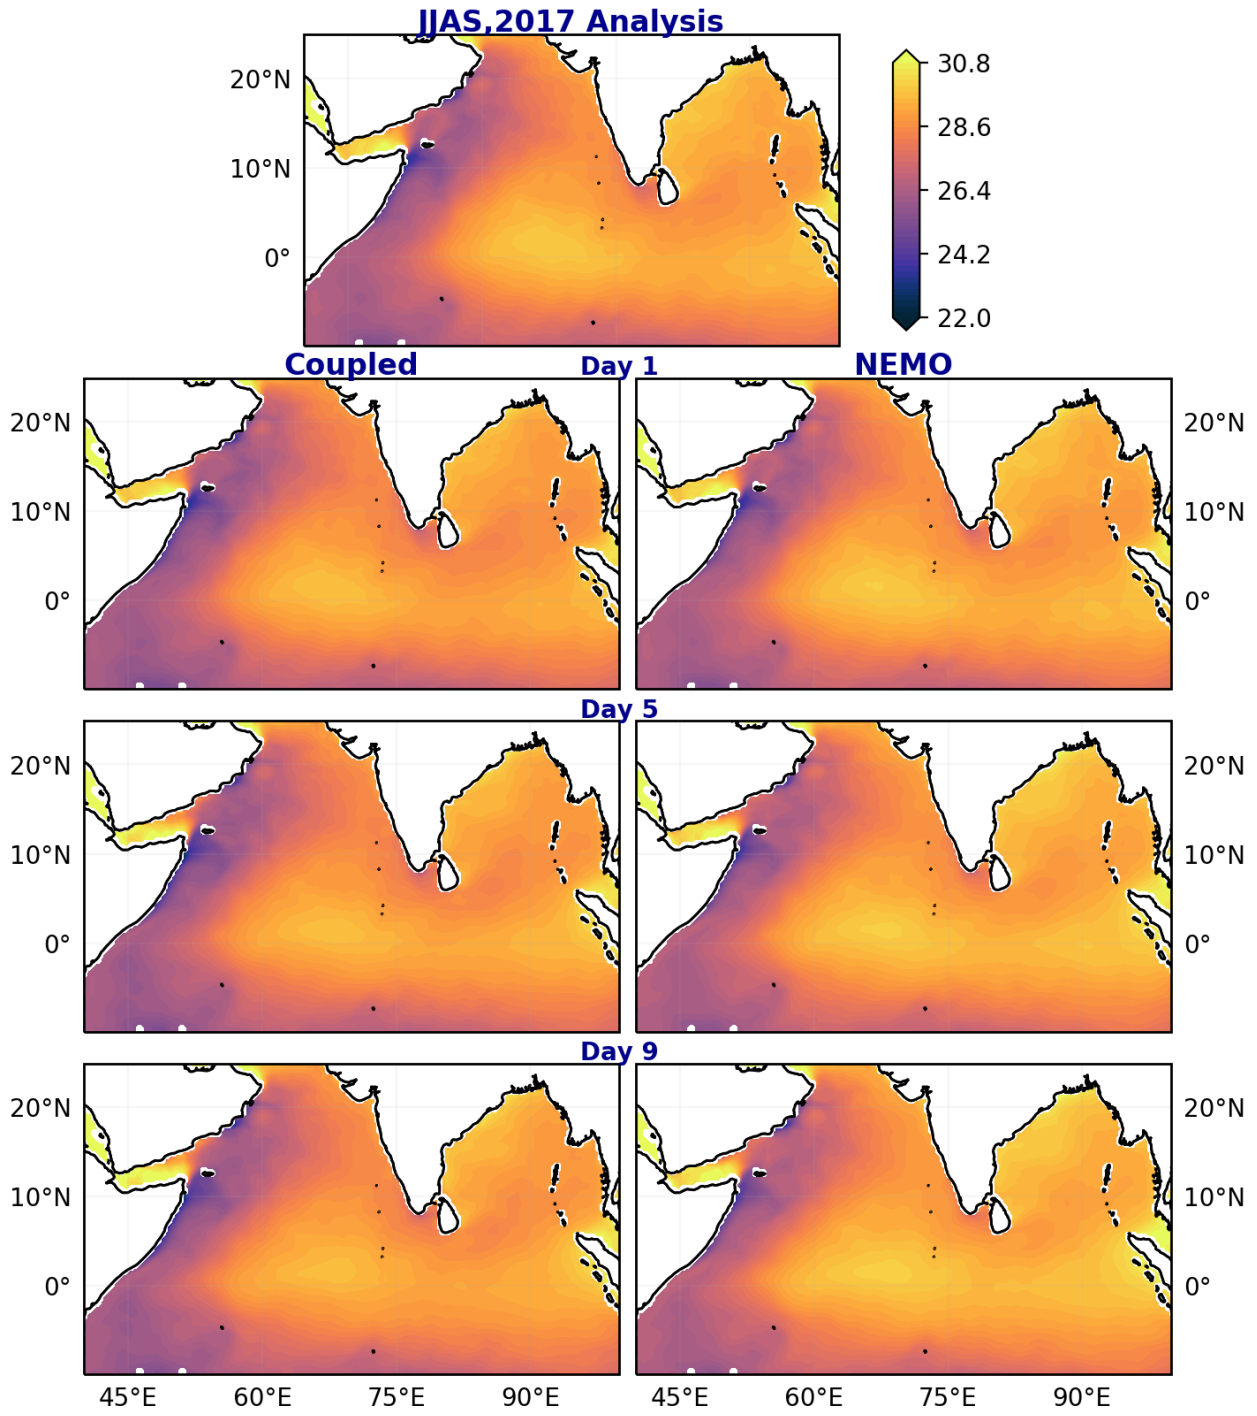 JJAS,2017 Analysis
20°N
10°N
0°
30.8
28.6
26.4
24.2
22.0
Coupled Day 1 NEMO
20°N 20°N
10°N 10°N
0° 0°
Day 5
20°N 20°N
10°N 10°N
0° 0°
Day 9
20°N 20°N
10°N 10°N
0° 0°
45°E 60°E 75°E 90°E 45°E 60°E 75°E 90°E